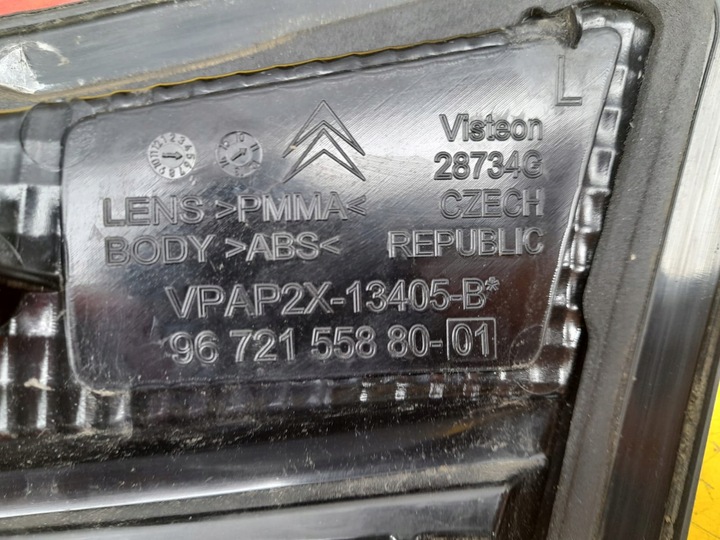 L
Visteon
28734G
LENS >PMMA< CZECH
BODY >ABS< REPUBLIC
VPAP2X-13405-B*
96 721 558 80-01